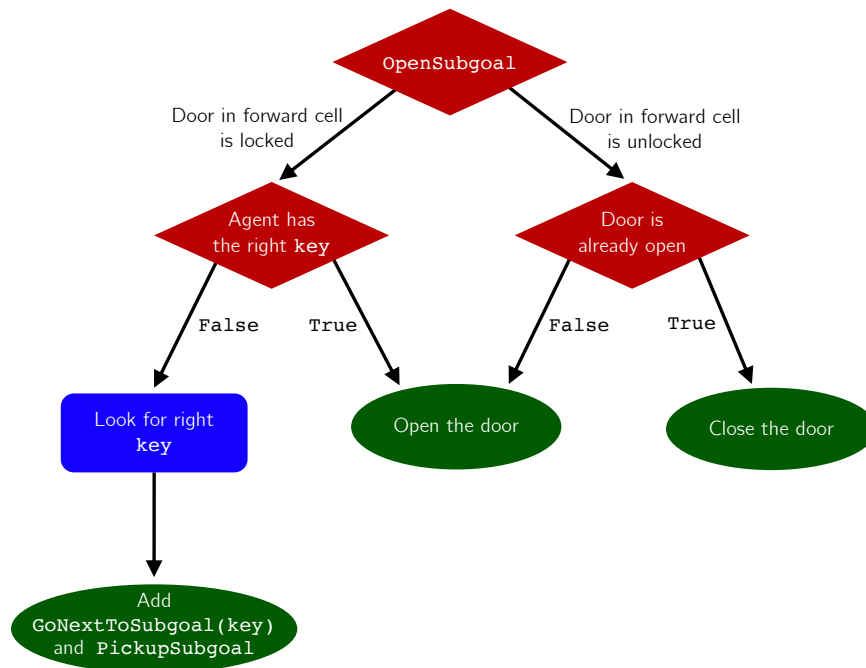 OpenSubgoal
Door in forward cell
is locked
Door in forward cell
is unlocked
Agent has
the right key
Door is
already open
False
True
False
True
Look for right
key
Open the door
Close the door
Add
GoNextToSubgoal(key)
and PickupSubgoal